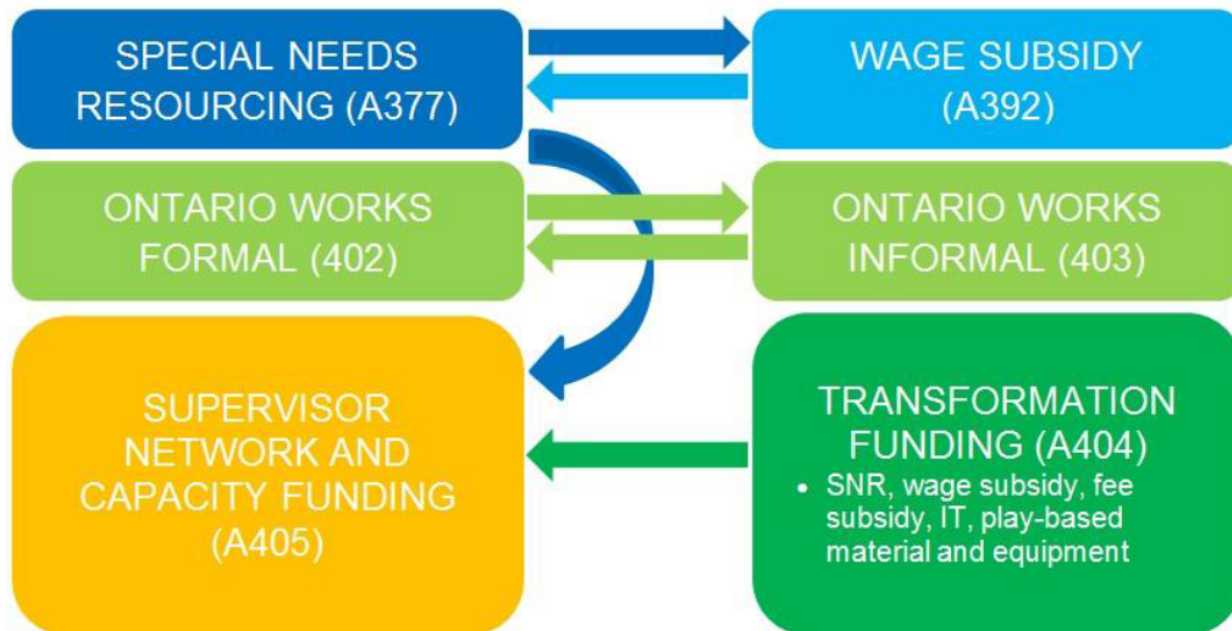 SPECIAL NEEDS
RESOURCING (A377)
WAGE SUBSIDY
(A392)
ONTARIO WORKS
FORMAL (402)
ONTARIO WORKS
INFORMAL (403)
SUPERVISOR
NETWORK AND
CAPACITY FUNDING
(A405)
TRANSFORMATION
FUNDING (A404)
• SNR, wage subsidy, fee
subsidy, IT, play-based
material and equipment